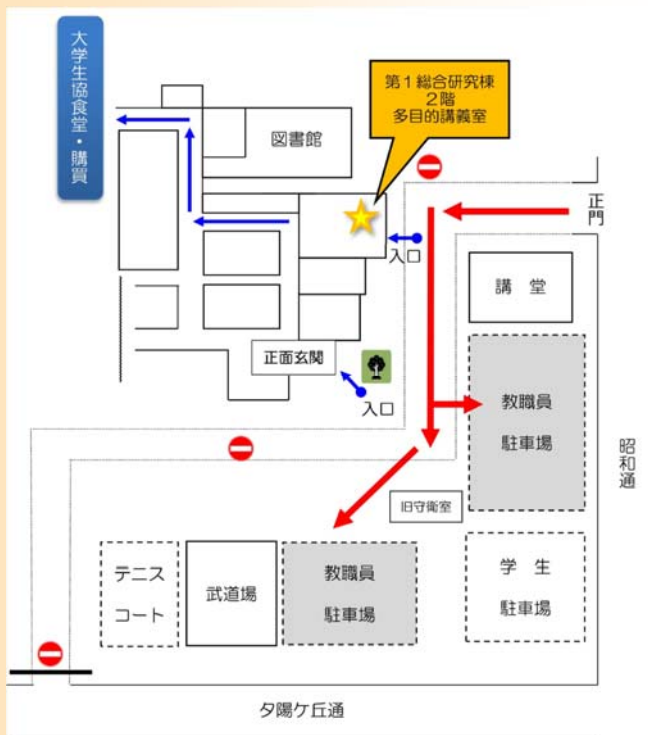 大学生協食堂・購買
第１総合研究棟
２階
多目的講義室
図書館
正門
入口
講　堂
正面玄関
入口
教職員
駐車場
昭和通
旧守衛室
テニス
コート
武道場
教職員
駐車場
学　生
駐車場
夕陽ケ丘通